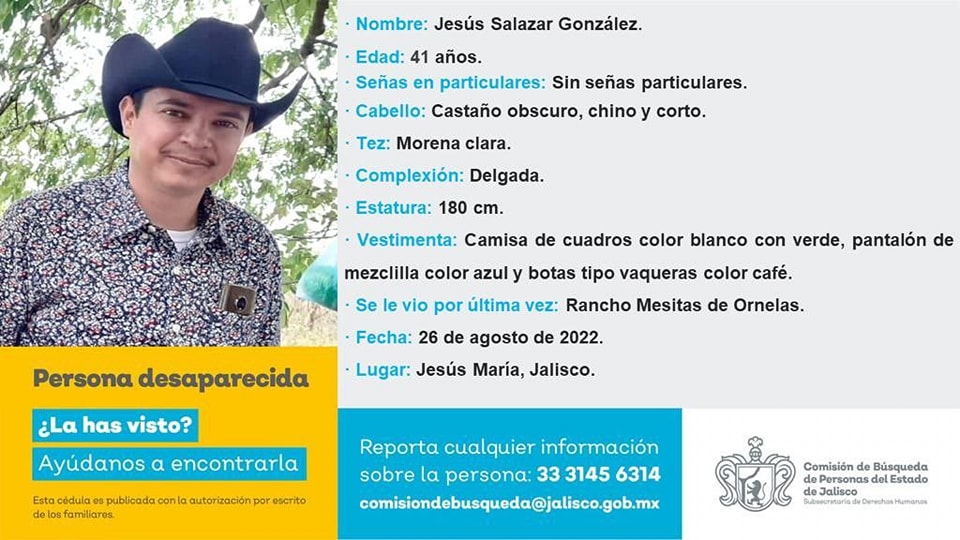 · Nombre: Jesús Salazar González.
· Edad: 41 años.
· Señas en particulares: Sin señas particulares.
· Cabello: Castaño obscuro, chino y corto.
· Tez: Morena clara.
· Complexión: Delgada.
· Estatura: 180 cm.
· Vestimenta: Camisa de cuadros color blanco con verde, pantalón de
mezclilla color azul y botas tipo vaqueras color café.
· Se le vio por última vez: Rancho Mesitas de Ornelas.
· Fecha: 26 de agosto de 2022.
· Lugar: Jesús María, Jalisco.
Persona desaparecida
¿La has visto?
Ayúdanos a encontrarla
Esta cédula es publicada con la autorización por escrito
de los familiares.
Reporta cualquier información
sobre la persona: 33 3145 6314
comisiondebusqueda@jalisco.gob.mx
Comisión de Búsqueda
de Personas del Estado
de Jalisco
Subsecretaría de Derechos Humanos